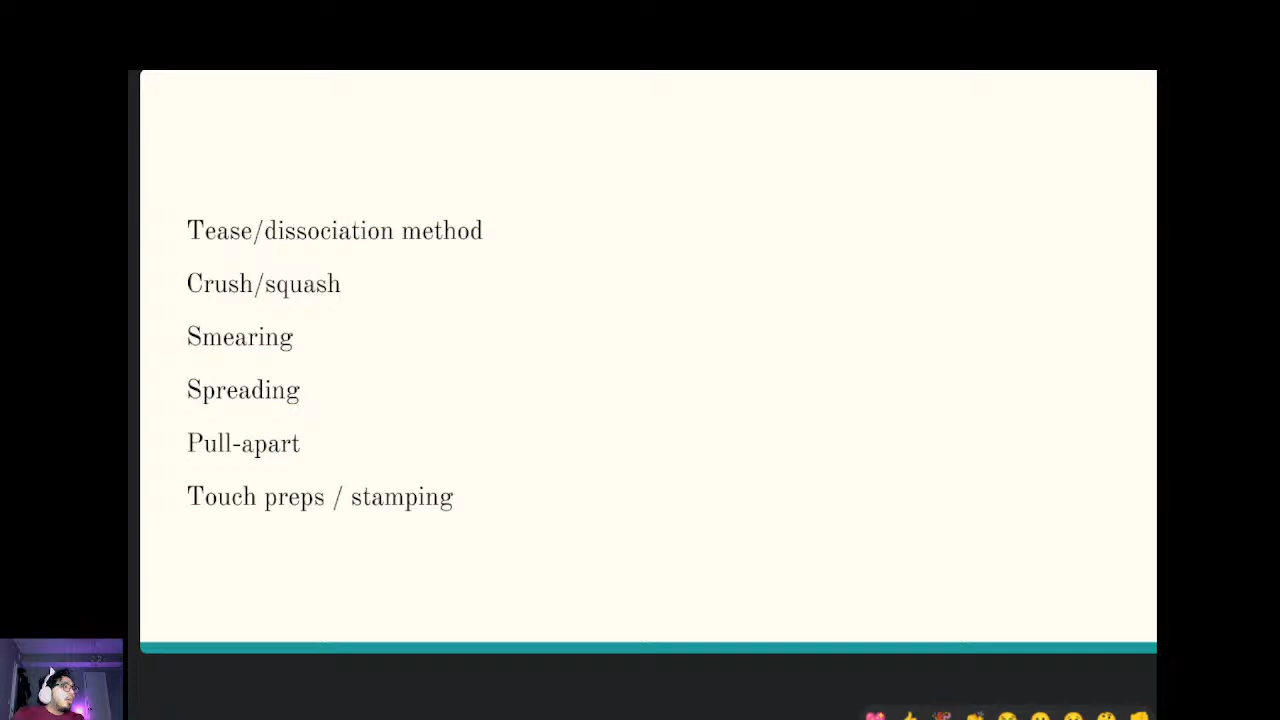 Tease/dissociation method
Crush/squash
Smearing
Spreading
Pull-apart
Touch preps / stamping